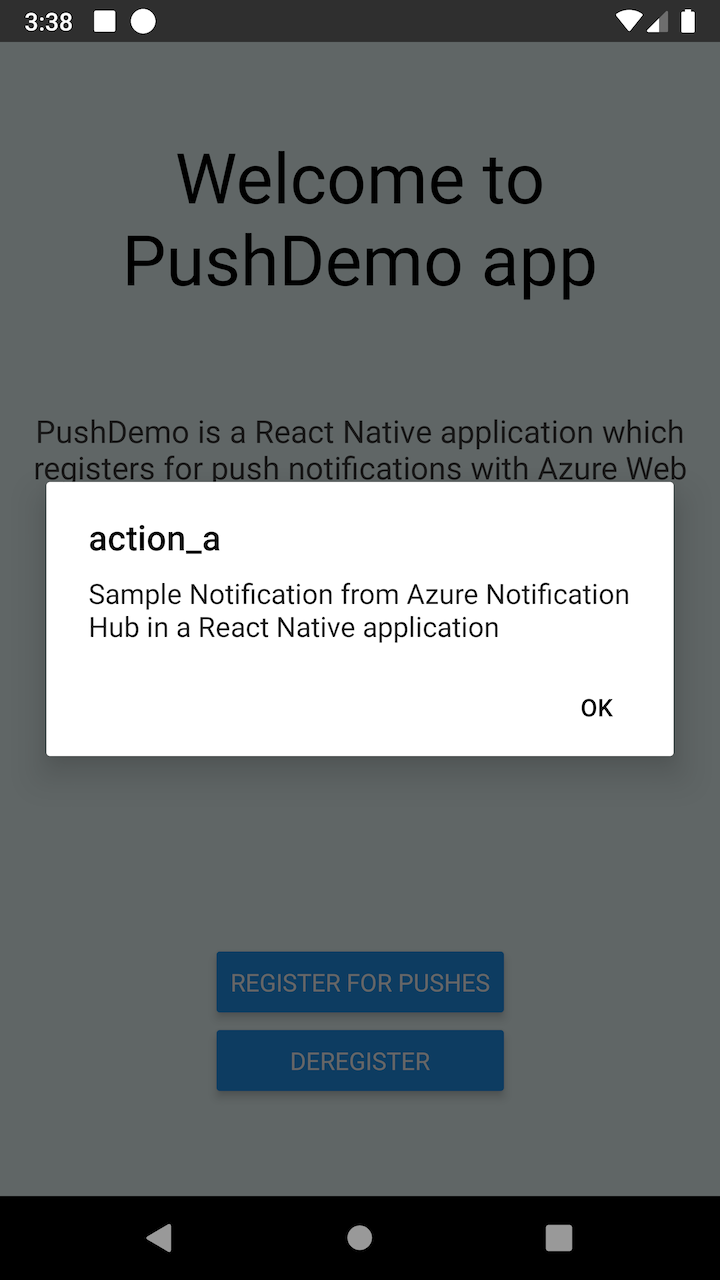 3:38
Welcome to
PushDemo app
PushDemo is a React Native application which
registers for push notifications with Azure Web
action_a
Sample Notification from Azure Notification
Hub in a React Native application
OK
REGISTER FOR PUSHES
DEREGISTER